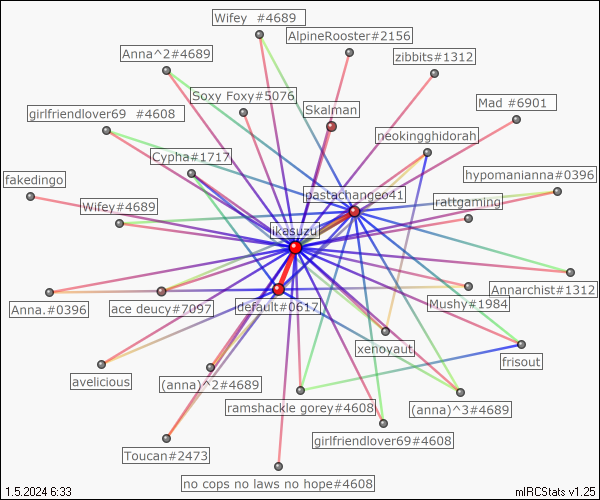 Wifey #4689
AlpineRooster#2156
Anna^2#4689
zibbits#1312
Soxy Foxy#5076
Skalman
Mad #6901
girlfriendlover69 #4608
neokingghidorah
Cypha#1717
hypomanianna#0396
fakedingo
pastachangeo41
rattgaming
Wifey#4689
likasuzu
Annarchist#1312
Anna.#0396
ace deucy#7097
default#0617
Mushy#1984
xenoyaut
frisout
avelicious
(anna)^2#4689
ramshackle gorey#4608
(anna)^3#4689
girlfriendlover69#4608
Toucan#2473
no cops no laws no hope#4608
1.5.2024 6:33
mIRCStats v1.25